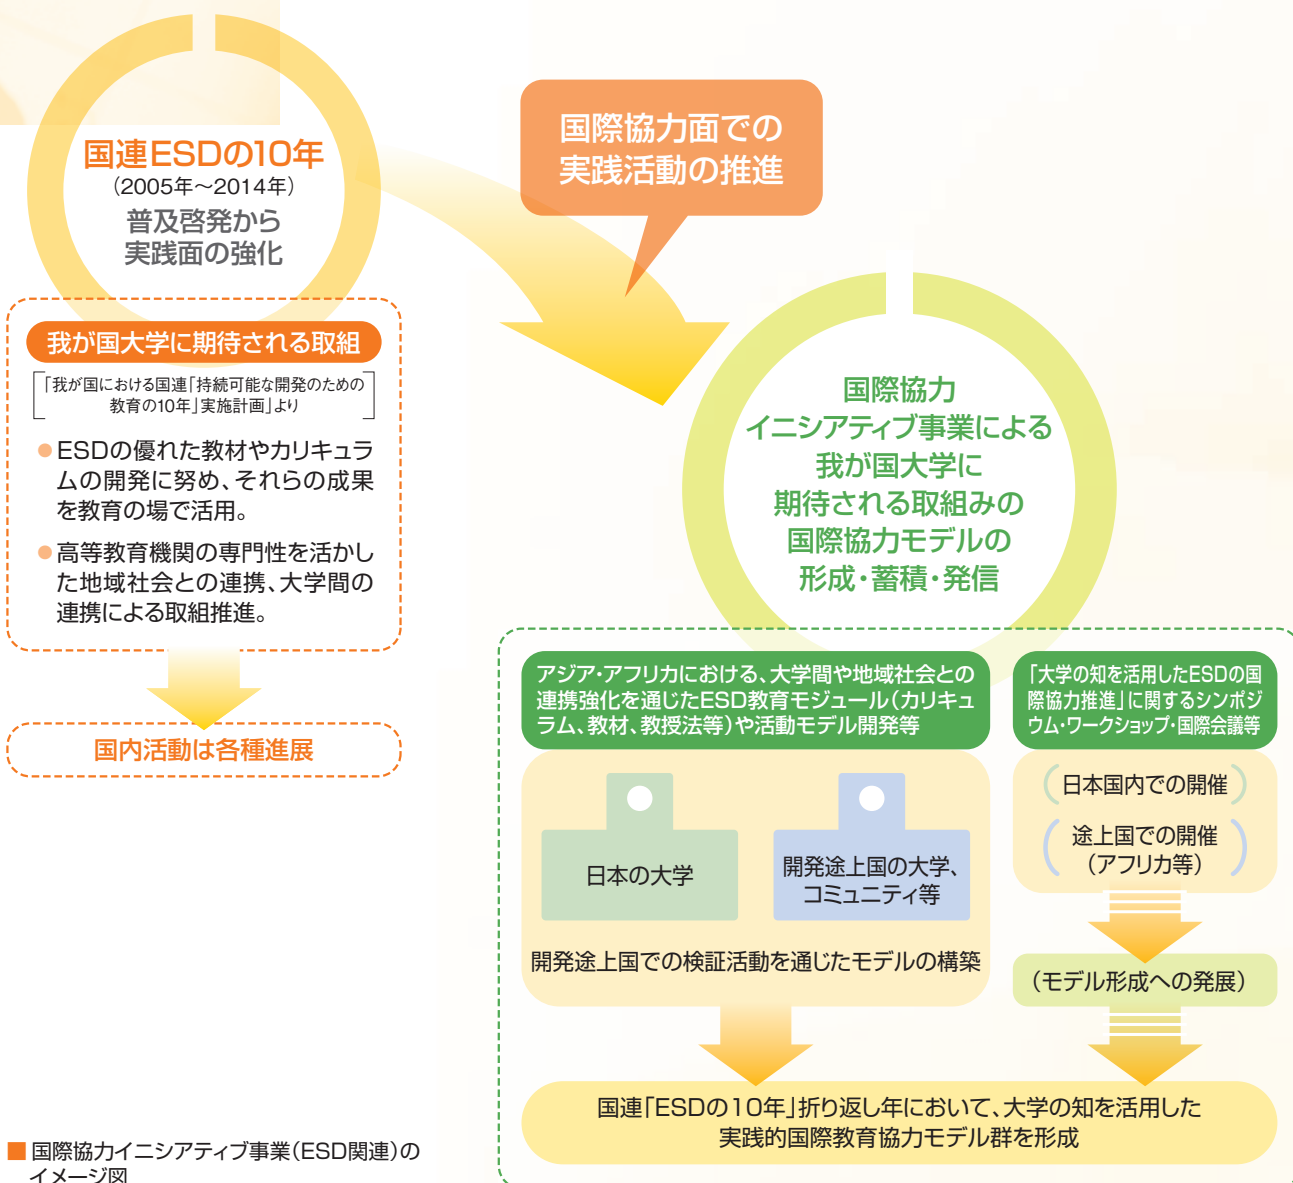 国連ESDの10年
（2005年～2014年）
普及啓発から
実践面の強化
我が国大学に期待される取組
「我が国における国連「持続可能な開発のための
教育の10年」実施計画」より
●ESDの優れた教材やカリキュラ
ムの開発に努め、それらの成果
を教育の場で活用。
●高等教育機関の専門性を活かし
た地域社会との連携、大学間の
連携による取組推進。
国内活動は各種進展
国際協力面での
実践活動の推進
国際協力
イニシアティブ事業による
我が国大学に
期待される取組みの
国際協力モデルの
形成・蓄積・発信
アジア・アフリカにおける、大学間や地域社会との
連携強化を通じたESD教育モジュール（カリキュ
ラム、教材、教授法等）や活動モデル開発等
日本の大学
開発途上国の大学、
コミュニティ等
開発途上国での検証活動を通じたモデルの構築
「大学の知を活用したESDの国
際協力推進」に関するシンポジ
ウム・ワークショップ・国際会議等
（日本国内での開催）
（途上国での開催
（アフリカ等））
（モデル形成への発展）
国連「ESDの10年」折り返し年において、大学の知を活用した
実践的国際教育協力モデル群を形成
■国際協力イニシアティブ事業（ESD関連）の
イメージ図